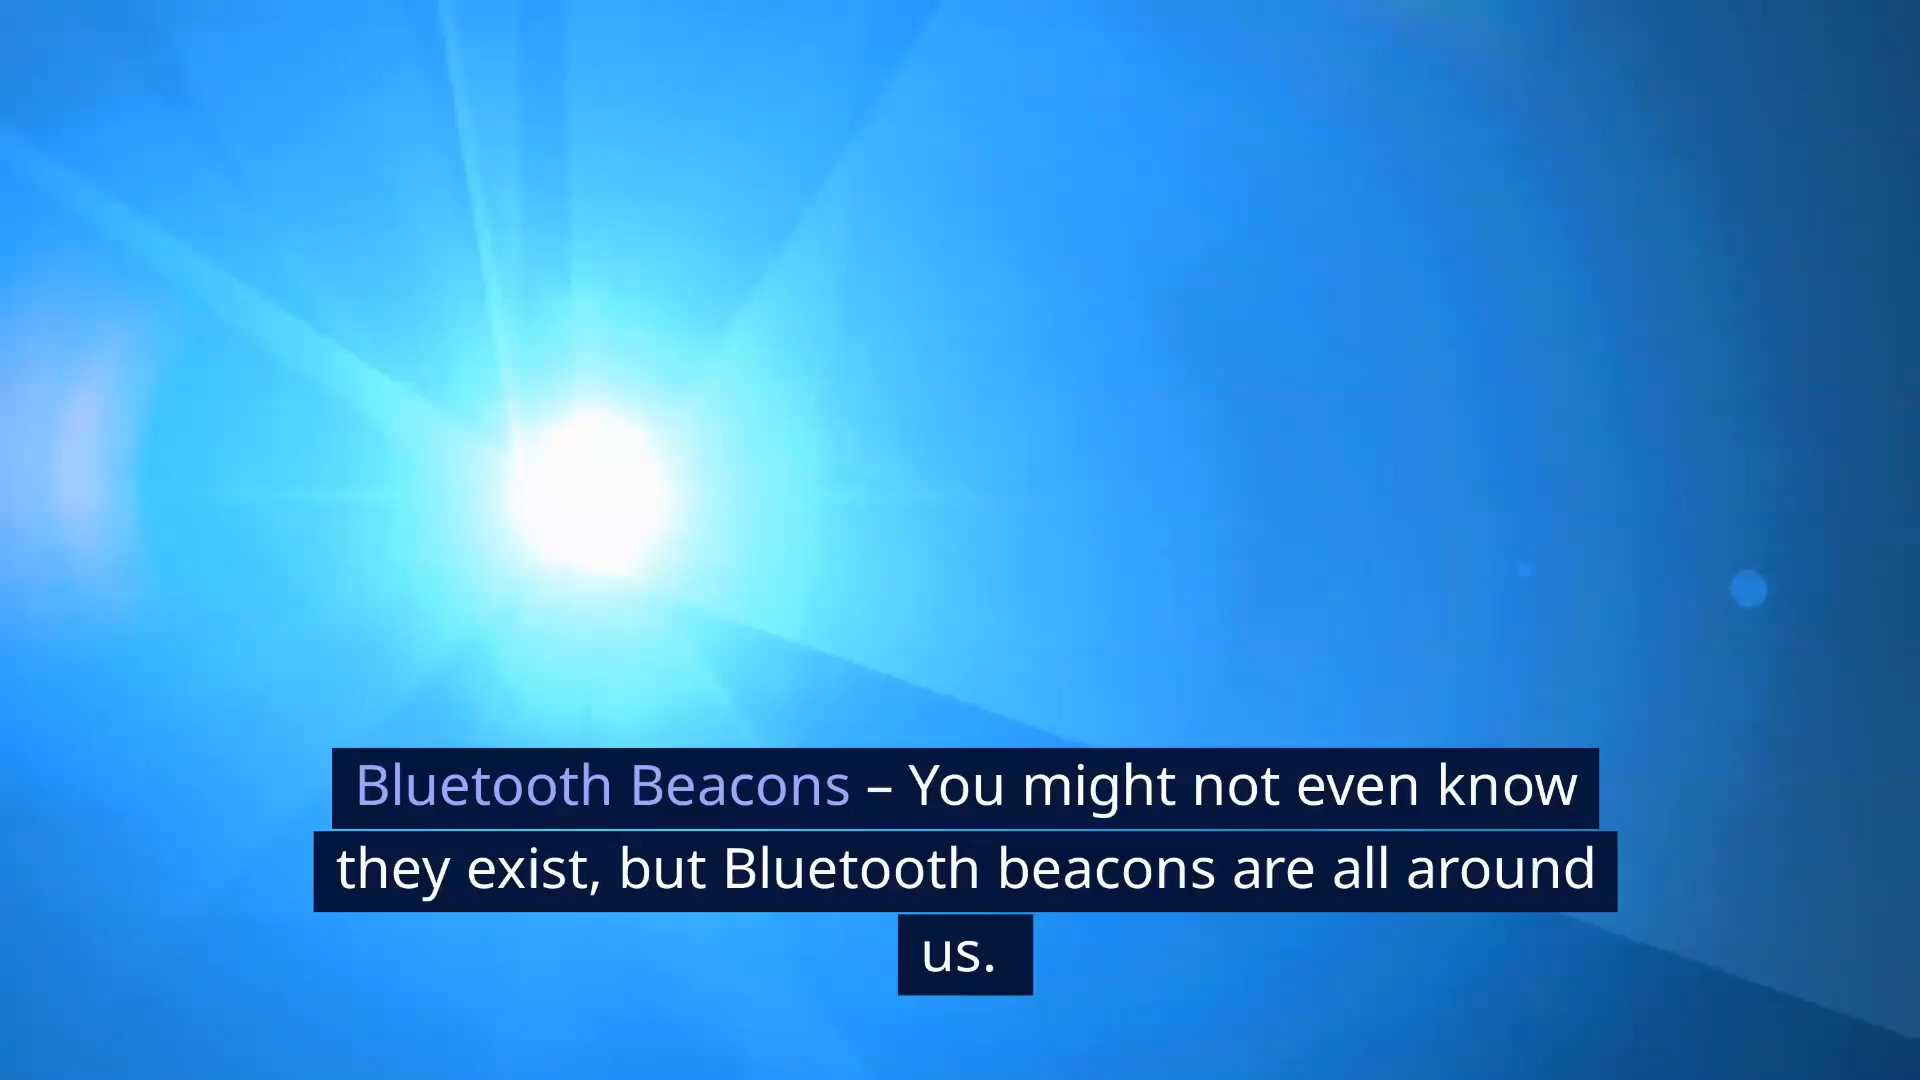 Bluetooth Beacons – You might not even know
they exist, but Bluetooth beacons are all around
us.